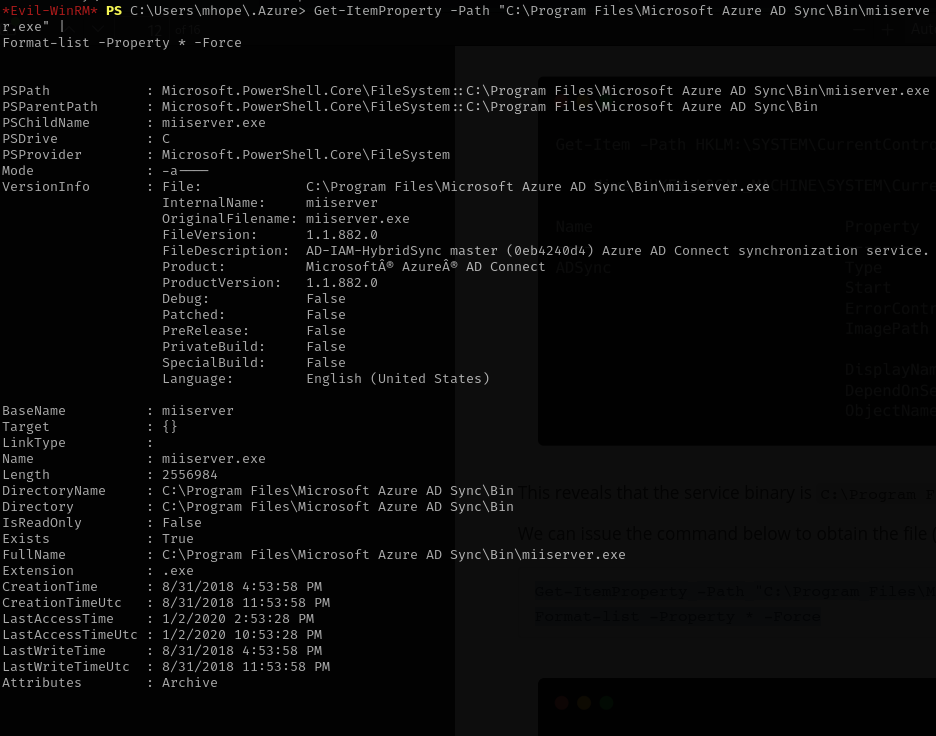 *Evil-WinRM* PS C:\Users\mhope\.Azure> Get-ItemProperty -Path "C:\Program Files\Microsoft Azure AD Sync\Bin\miiserve
r.exe" |
Format-list -Property * -Force
PSPath : Microsoft.PowerShell.Core\FileSystem::C:\Program Files\Microsoft Azure AD Sync\Bin\miiserver.exe
PSParentPath : Microsoft.PowerShell.Core\FileSystem::C:\Program Files\Microsoft Azure AD Sync\Bin
PSChildName : miiserver.exe
PSDrive : C
PSProvider : Microsoft.PowerShell.Core\FileSystem
Mode : -a----
VersionInfo : File: C:\Program Files\Microsoft Azure AD Sync\Bin\miiserver.exe
InternalName: miiserver
OriginalFilename: miiserver.exe
FileVersion: 1.1.882.0
FileDescription: AD-IAM-HybridSync master (0eb4240d4) Azure AD Connect synchronization service.
Product: MicrosoftÂ® AzureÂ® AD Connect
ProductVersion: 1.1.882.0
Debug: False
Patched: False
PreRelease: False
PrivateBuild: False
SpecialBuild: False
Language: English (United States)
BaseName : miiserver
Target : {}
LinkType :
Name : miiserver.exe
Length : 2556984
DirectoryName : C:\Program Files\Microsoft Azure AD Sync\Bin
Directory : C:\Program Files\Microsoft Azure AD Sync\Bin
IsReadOnly : False
Exists : True
FullName : C:\Program Files\Microsoft Azure AD Sync\Bin\miiserver.exe
Extension : .exe
CreationTime : 8/31/2018 4:53:58 PM
CreationTimeUtc : 8/31/2018 11:53:58 PM
LastAccessTime : 1/2/2020 2:53:28 PM
LastAccessTimeUtc : 1/2/2020 10:53:28 PM
LastWriteTime : 8/31/2018 4:53:58 PM
LastWriteTimeUtc : 8/31/2018 11:53:58 PM
Attributes : Archive
Get-Item -Path HKLM:\SYSTEM\CurrentContro
Name Property
ADSync Type
Start
ErrorContr
ImagePath
DisplayNam
DependOnSe
ObjectName
This reveals that the service binary is C:\Program F
We can issue the command below to obtain the file
Get-ItemProperty -Path "C:\Program Files\M
Format-list -Property * -Force